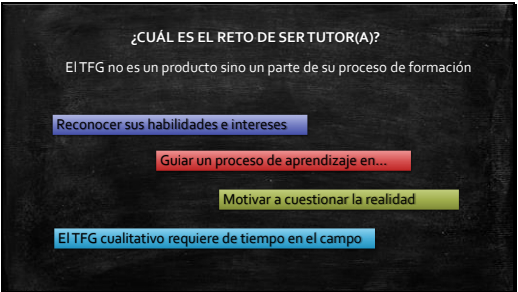 ¿CUÁL ES EL RETO DE SER TUTOR(A)?
El TFG no es un producto sino un parte de su proceso de formación
Reconocer sus habilidades e intereses
Guiar un proceso de aprendizaje en...
Motivar a cuestionar la realidad
El TFG cualitativo requiere de tiempo en el campo